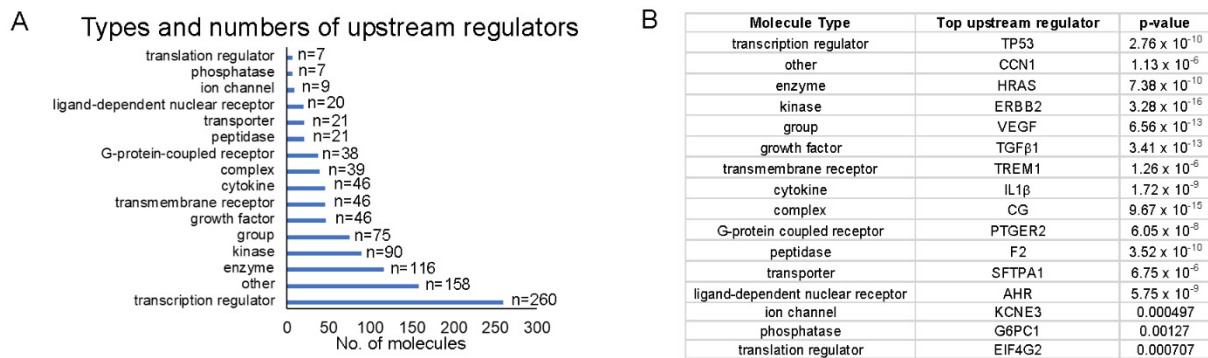 A
Types and numbers of upstream regulators
translation regulator n=7
phosphatase n=7
ion channel n=9
ligand-dependent nuclear receptor n=20
transporter n=21
peptidase n=21
G-protein-coupled receptor n=38
complex n=39
cytokine n=46
transmembrane receptor n=46
growth factor n=46
group n=75
kinase n=90
enzyme n=116
other n=158
transcription regulator n=260
0 50 100 150 200 250 300
No. of molecules
B
Molecule Type Top upstream regulator p-value
transcription regulator TP53 2.76 x 10⁻¹⁰
other CCN1 1.13 x 10⁻⁶
enzyme HRAS 7.38 x 10⁻¹⁰
kinase ERBB2 3.28 x 10⁻¹⁶
group VEGF 6.56 x 10⁻¹³
growth factor TGFβ1 3.41 x 10⁻¹³
transmembrane receptor TREM1 1.26 x 10⁻⁶
cytokine IL1β 1.72 x 10⁻⁹
complex CG 9.67 x 10⁻¹⁵
G-protein coupled receptor PTGER2 6.05 x 10⁻⁸
peptidase F2 3.52 x 10⁻¹⁰
transporter SFTPA1 6.75 x 10⁻⁶
ligand-dependent nuclear receptor AHR 5.75 x 10⁻⁹
ion channel KCNE3 0.000497
phosphatase G6PC1 0.00127
translation regulator EIF4G2 0.000707